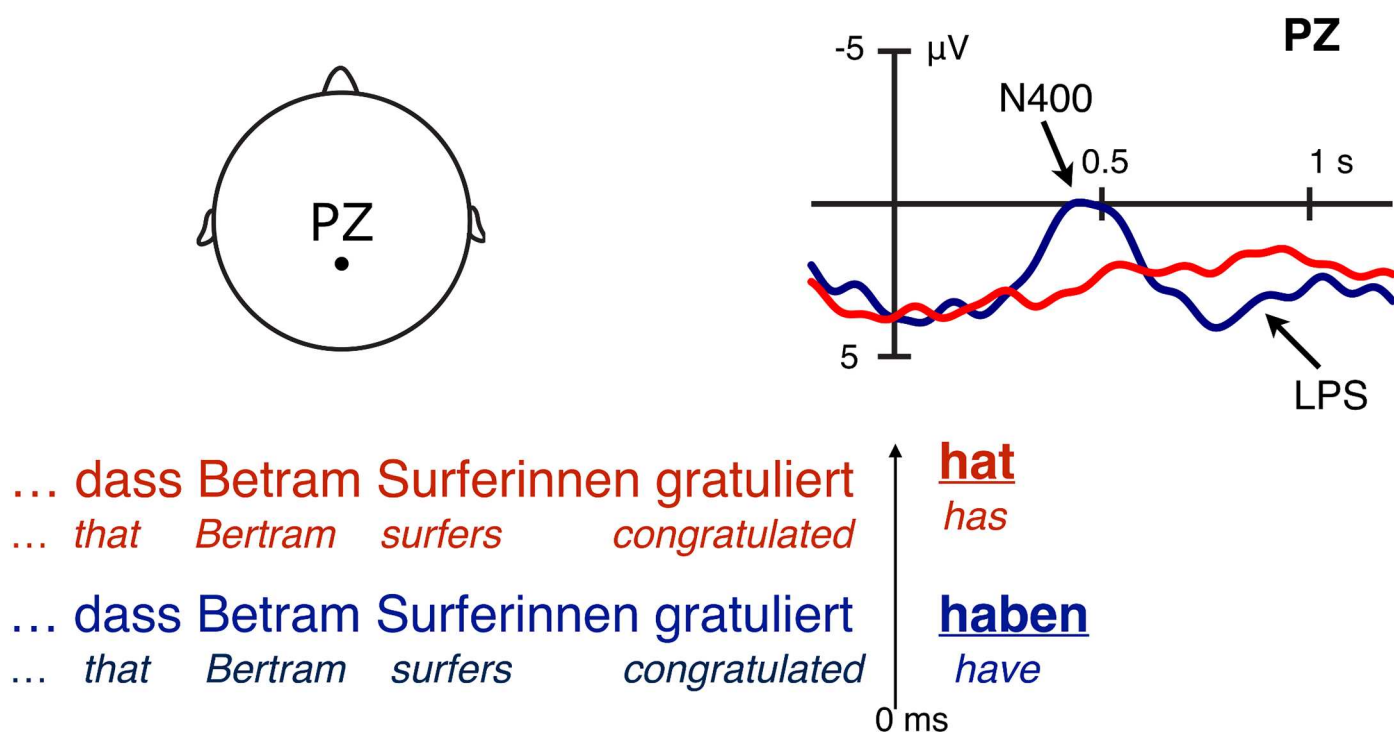 PZ
-5 µV
PZ
N400
0.5
1 s
5
LPS
... dass Betram Surferinnen gratuliert hat
... that Bertram surfers congratulated has
... dass Betram Surferinnen gratuliert haben
... that Bertram surfers congratulated have
0 ms